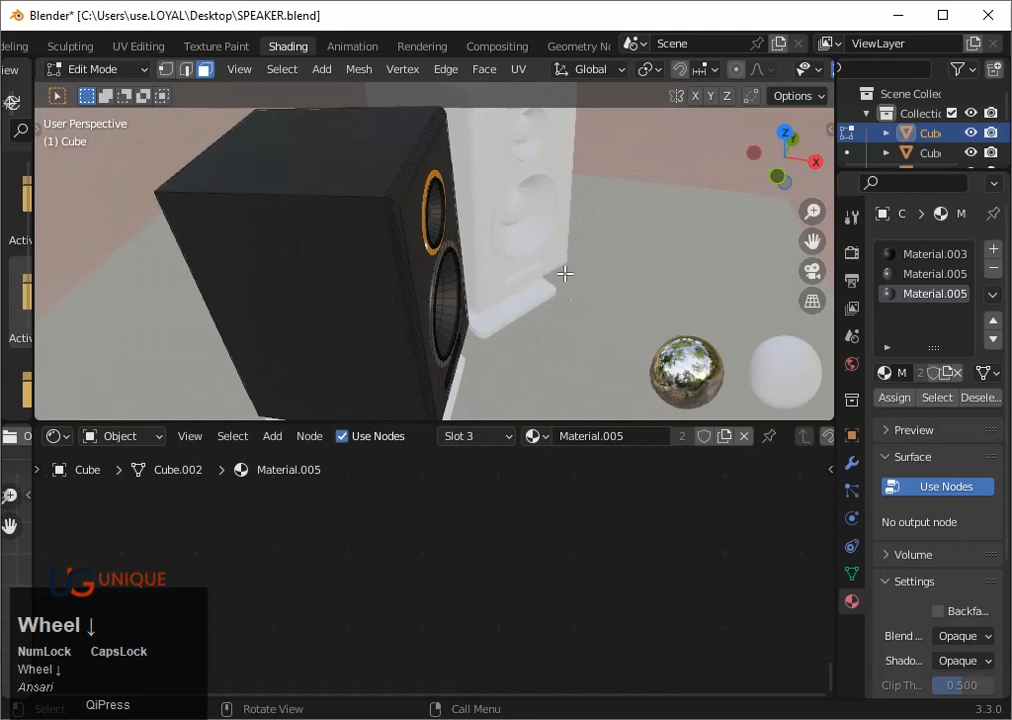 Blender* [C:\Users\use.LOYAL\Desktop\SPEAKER.blend]
deling Sculpting UV Editing Texture Paint Shading Animation Rendering Compositing Geometry No Scene ViewLayer
iew Edit Mode View Select Add Mesh Vertex Edge Face UV Global
X Y Z Options
User Perspective
(1) Cube
Z Y X
Scene Collec
Collectic
Cub
Cub
Activ
Activ
C > M
Material.003
Material.005
Material.005
M 2
Assign Select Desele...
Preview
Surface
Use Nodes
No output node
Volume
Settings
Backfa...
Blend ... Opaque
Shado... Opaque
Clip Th... 0.500
O Object View Select Add Node Use Nodes Slot 3 Material.005 2
Cube > Cube.002 > Material.005
UG UNIQUE
Wheel ↓
NumLock CapsLock
Wheel ↓
Ansari
QiPress
Select Rotate View Call Menu 3.3.0